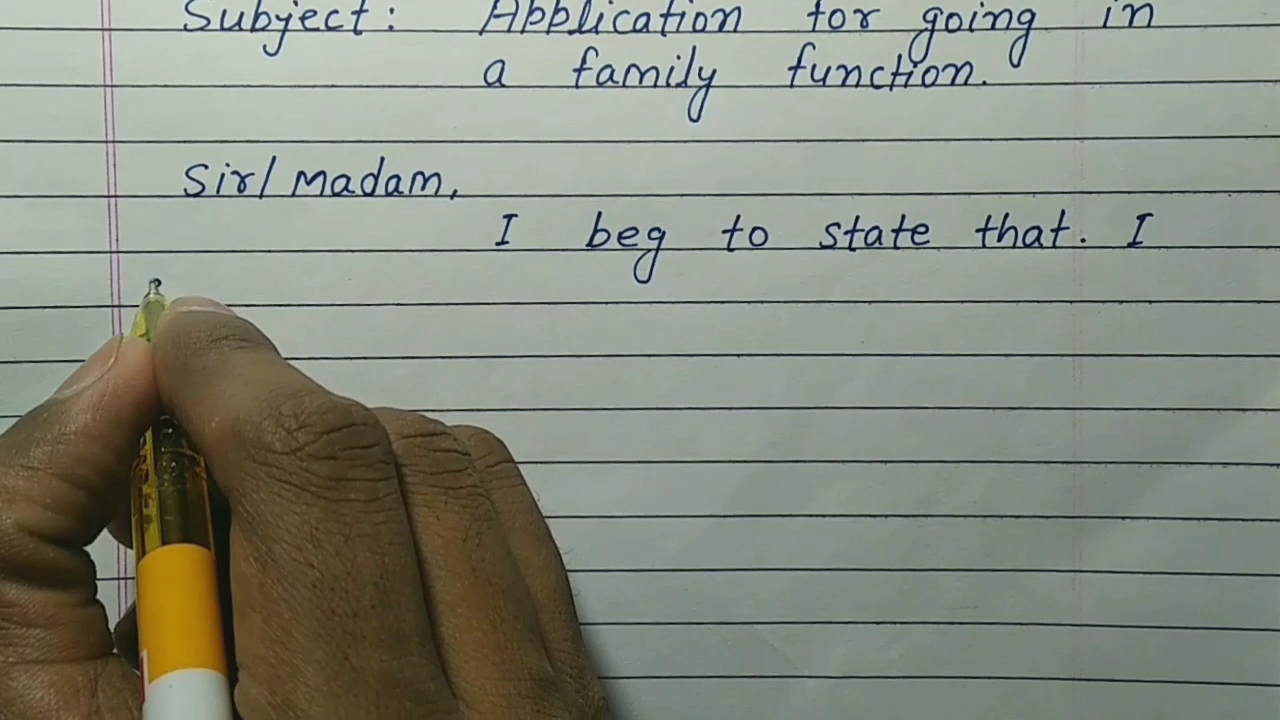 Subject: Application for going in
a family function.
Sir/Madam,
I beg to state that. I